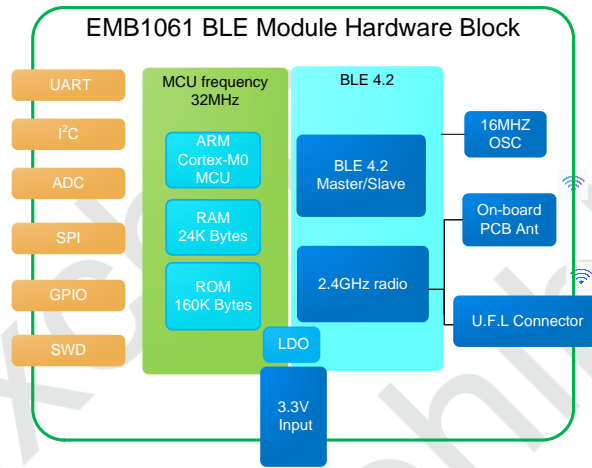 EMB1061 BLE Module Hardware Block
UART
I²C
ADC
SPI
GPIO
SWD
MCU frequency
32MHz
ARM
Cortex-M0
MCU
RAM
24K Bytes
ROM
160K Bytes
BLE 4.2
BLE 4.2
Master/Slave
2.4GHz radio
LDO
3.3V
Input
16MHZ
OSC
On-board
PCB Ant
U.F.L Connector